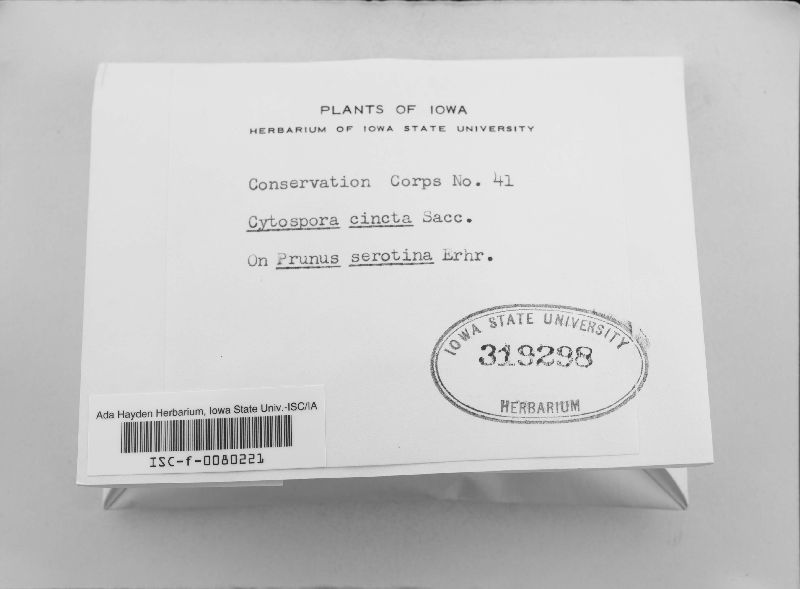 PLANTS OF IOWA
HERBARIUM OF IOWA STATE UNIVERSITY
Conservation Corps No. 41
Cytospora cincta Sacc.
On Prunus serotina Erhr.
IOWA STATE UNIVERSITY
319298
HERBARIUM
Ada Hayden Herbarium, Iowa State Univ.-ISC/IA
ISC-f-0080221